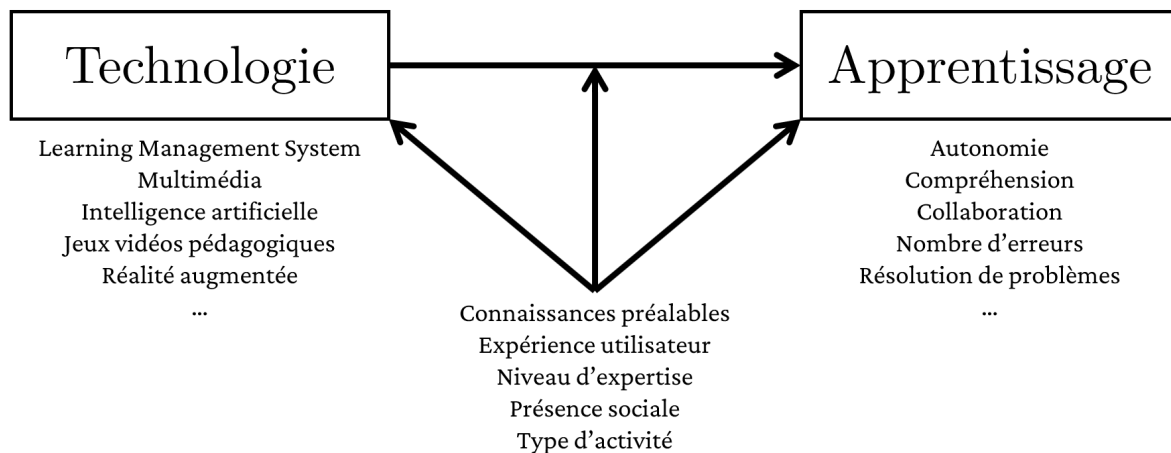 Technologie
Learning Management System
Multimédia
Intelligence artificielle
Jeux vidéos pédagogiques
Réalité augmentée
...
Apprentissage
Autonomie
Compréhension
Collaboration
Nombre d'erreurs
Résolution de problèmes
...
Connaissances préalables
Expérience utilisateur
Niveau d'expertise
Présence sociale
Type d'activité